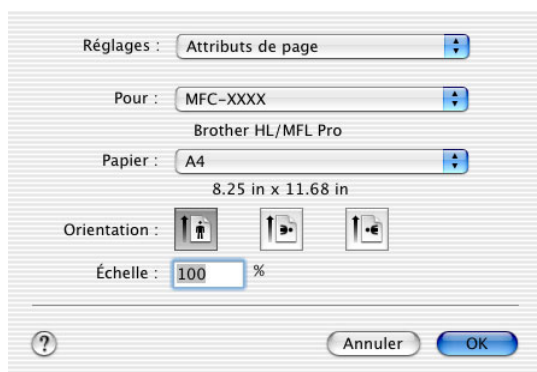 Réglages : Attributs de page
Pour : MFC-XXXX
Brother HL/MFL Pro
Papier : A4
8.25 in x 11.68 in
Orientation :
Échelle : 100 %
? Annuler OK